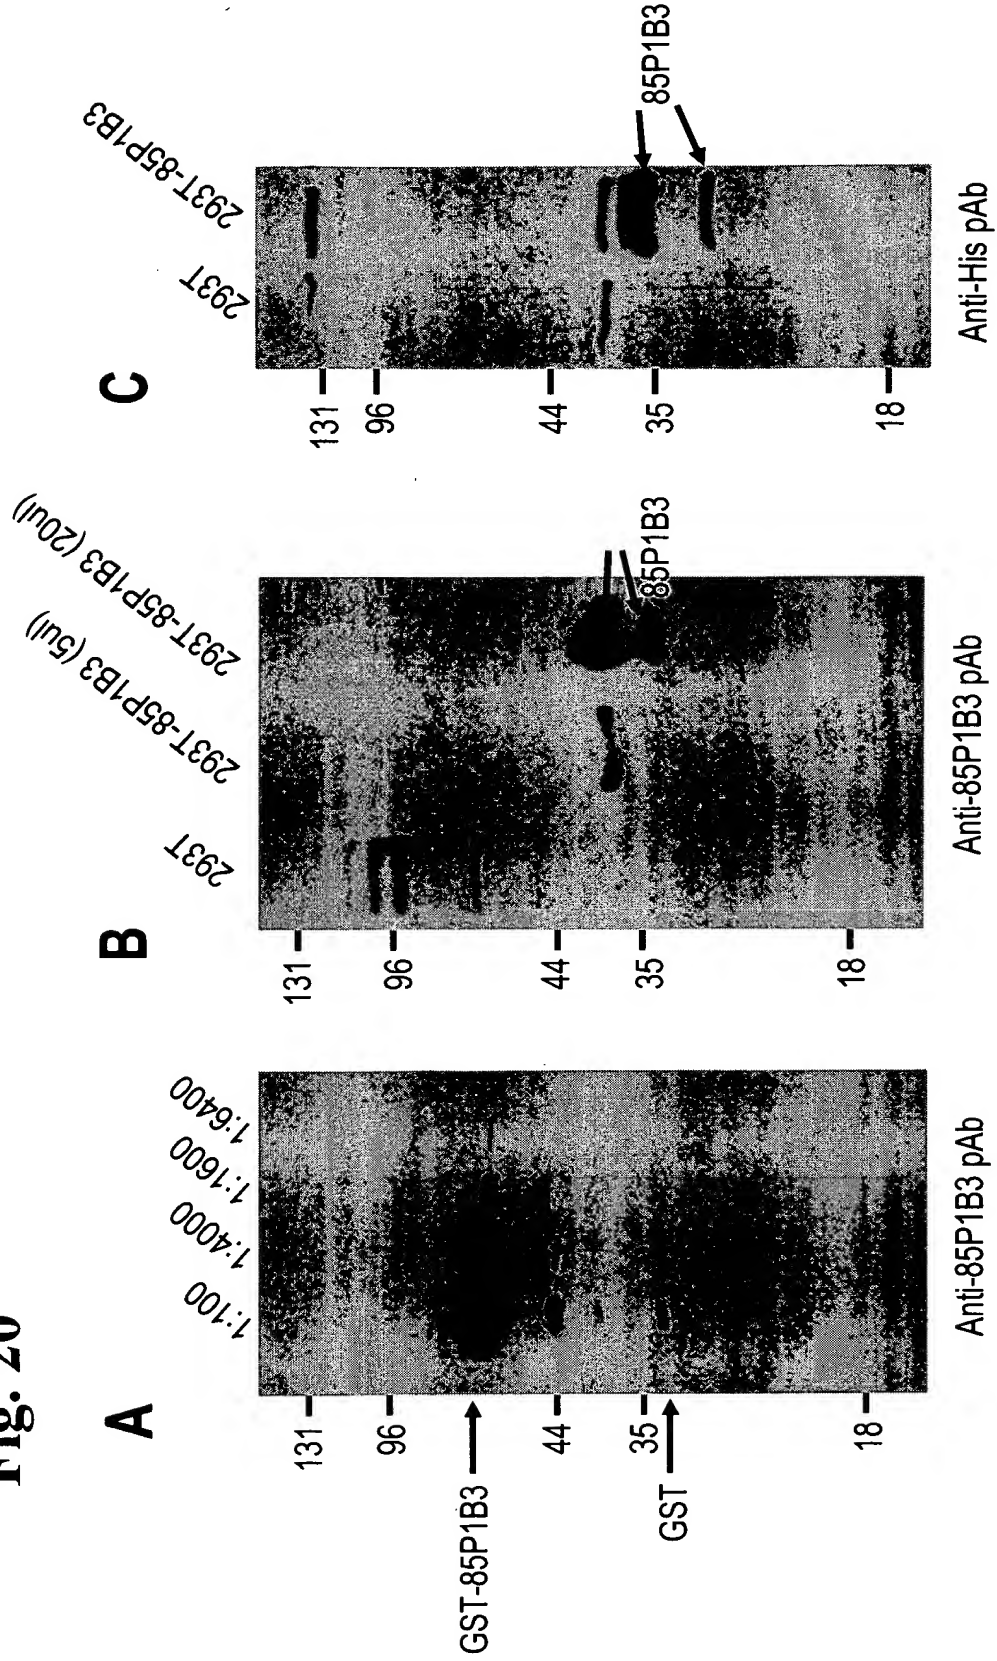 Fig. 20
A
1:100
1:4000
1:1600
1:6400
131
96
GST-85P1B3
44
35
GST
18
Anti-85P1B3 pAb
B
293T
293T-85P1B3 (5ul)
293T-85P1B3 (20ul)
131
96
44
35
18
85P1B3
Anti-85P1B3 pAb
C
293T
293T-85P1B3
131
96
44
35
18
85P1B3
Anti-His pAb